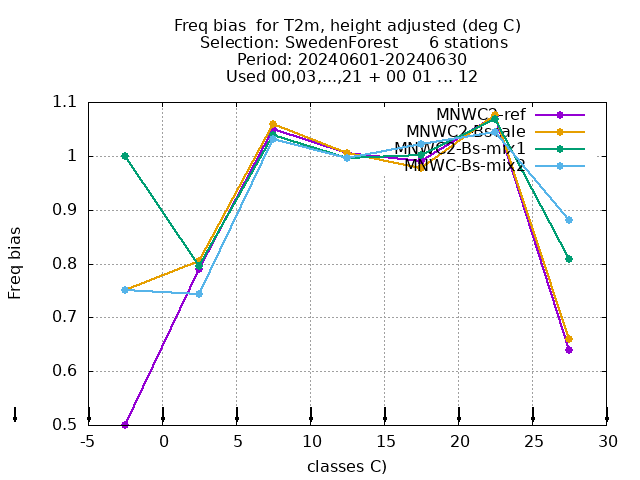 Freq bias  for T2m, height adjusted (deg C)
Selection: SwedenForest      6 stations
Period: 20240601-20240630
Used 00,03,...,21 + 00 01 ... 12
MNWC2-ref
MNWC2-Bsscale
MNWC2-Bs-mix1
MNWC-Bs-mix2
Freq bias
1.1
1
0.9
0.8
0.7
0.6
0.5
-5
0
5
10
15
20
25
30
classes C)